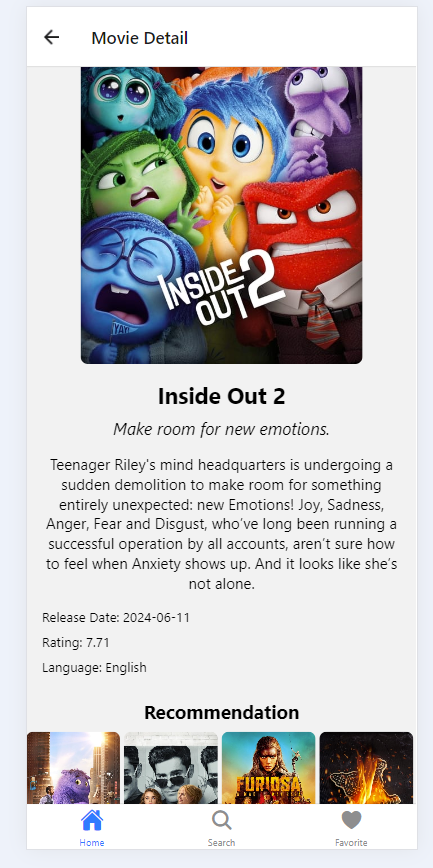 Movie Detail
INSIDE
OUT 2
YAY!
Inside Out 2
Make room for new emotions.
Teenager Riley's mind headquarters is undergoing a
sudden demolition to make room for something
entirely unexpected: new Emotions! Joy, Sadness,
Anger, Fear and Disgust, who’ve long been running a
successful operation by all accounts, aren’t sure how
to feel when Anxiety shows up. And it looks like she’s
not alone.
Release Date: 2024-06-11
Rating: 7.71
Language: English
Recommendation
FURIOSA
Home
Search
Favorite